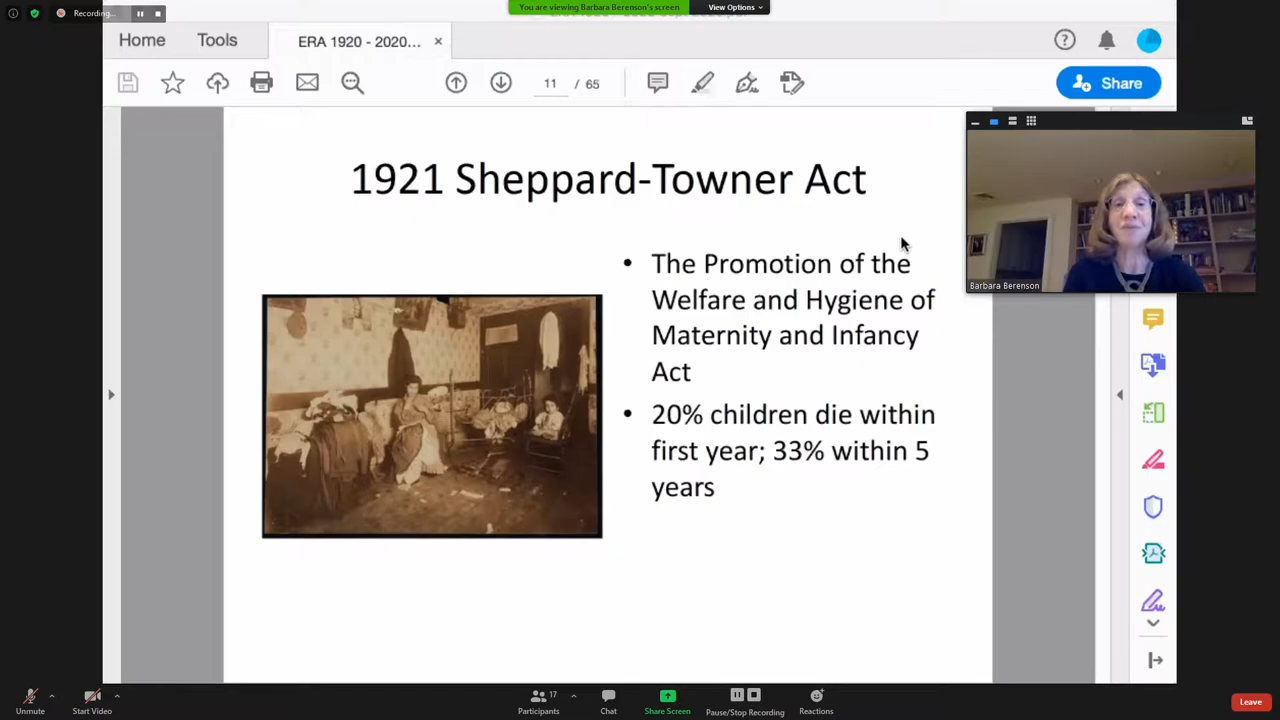 Recording...
You are viewing Barbara Berenson's screen
View Options
Home
Tools
ERA 1920 - 2020...
11 / 65
Share
1921 Sheppard-Towner Act
• The Promotion of the
Welfare and Hygiene of
Maternity and Infancy
Act
• 20% children die within
first year; 33% within 5
years
Barbara Berenson
Unmute
Start Video
17
Participants
Chat
Share Screen
Pause/Stop Recording
Reactions
Leave